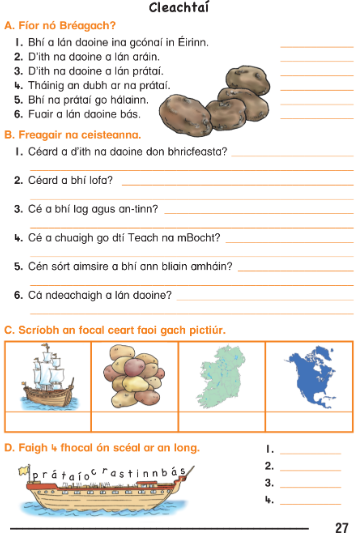 Cleachtaí
A. Fíor nó Bréagach?
1. Bhí a lán daoine ina gcónaí in Éirinn.
2. D'ith na daoine a lán aráin.
3. D'ith na daoine a lán prátaí.
4. Tháinig an dubh ar na prátaí.
5. Bhí na prátaí go hálainn.
6. Fuair a lán daoine bás.
B. Freagair na ceisteanna.
1. Céard a d'ith na daoine don bhricfeasta?
2. Céard a bhí lofa?
3. Cé a bhí lag agus an-tinn?
4. Cé a chuaigh go dtí Teach na mBocht?
5. Cén sórt aimsire a bhí ann bliain amháin?
6. Cá ndeachaigh a lán daoine?
C. Scríobh an focal ceart faoi gach pictiúr.
D. Faigh 4 fhocal ón scéal ar an long.
prátaíocrastinnbás
1.
2.
3.
4.
27